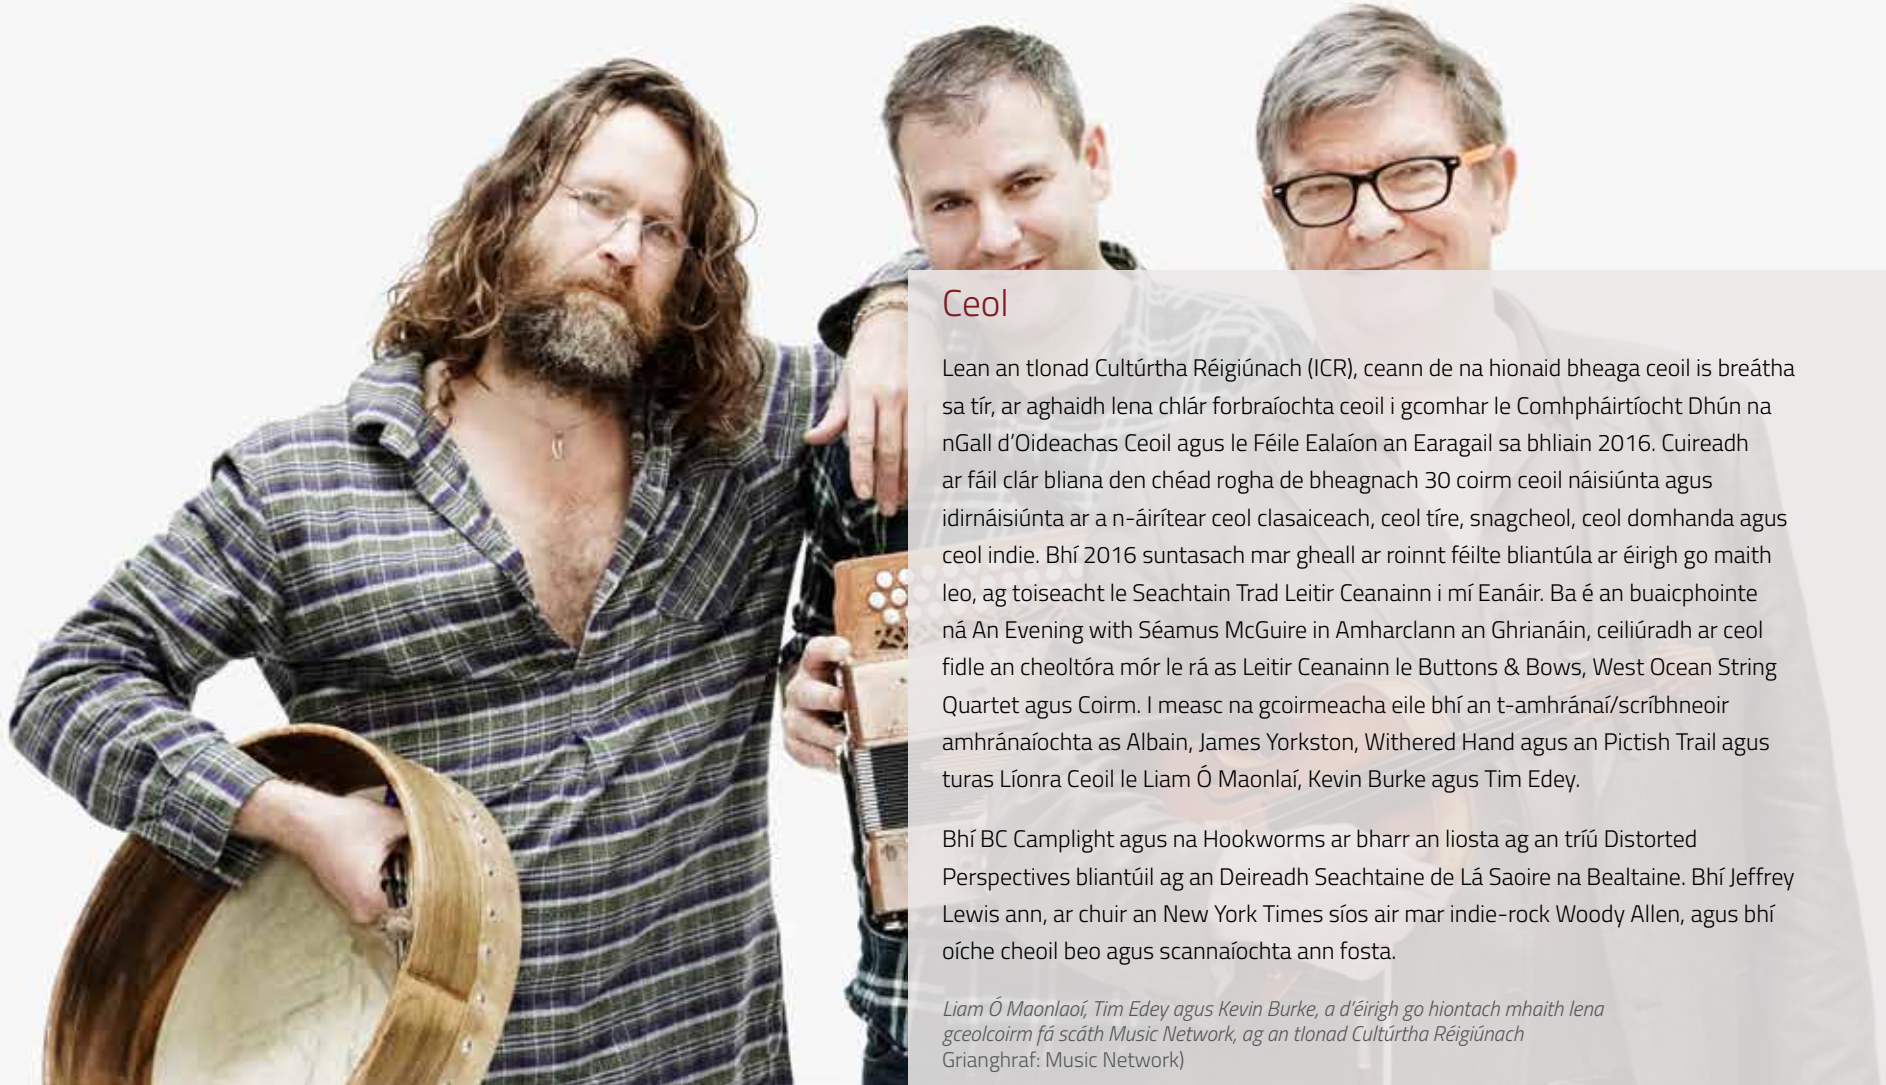 Ceol
Lean an tIonad Cultúrtha Réigiúnach (ICR), ceann de na hionaid bheaga ceoil is breátha
sa tír, ar aghaidh lena chlár forbraíochta ceoil i gcomhar le Comhpháirtíocht Dhún na
nGall d'Oideachas Ceoil agus le Féile Ealaíon an Earagail sa bhliain 2016. Cuireadh
ar fáil clár bliana den chéad rogha de bheagnach 30 coirm ceoil náisiúnta agus
idirnáisiúnta ar a n-áirítear ceol clasaiceach, ceol tíre, snagcheol, ceol domhanda agus
ceol indie. Bhí 2016 suntasach mar gheall ar roinnt féilte bliantúla ar éirigh go maith
leo, ag toiseacht le Seachtain Trad Leitir Ceanainn i mí Eanáir. Ba é an buaicphointe
ná An Evening with Séamus McGuire in Amharclann an Ghrianáin, ceiliúradh ar ceol
fidle an cheoltóra mór le rá as Leitir Ceanainn le Buttons & Bows, West Ocean String
Quartet agus Coirm. I measc na gcoirmeacha eile bhí an t-amhránaí/scríbhneoir
amhránaíochta as Albain, James Yorkston, Withered Hand agus an Pictish Trail agus
turas Líonra Ceoil le Liam Ó Maonlaí, Kevin Burke agus Tim Edey.
Bhí BC Camplight agus na Hookworms ar bharr an liosta ag an tríú Distorted
Perspectives bliantúil ag an Deireadh Seachtaine de Lá Saoire na Bealtaine. Bhí Jeffrey
Lewis ann, ar chuir an New York Times síos air mar indie-rock Woody Allen, agus bhí
oíche cheoil beo agus scannaíochta ann fosta.
Liam Ó Maonlaoí, Tim Edey agus Kevin Burke, a d'éirigh go hiontach mhaith lena
gceolcoirm fá scáth Music Network, ag an tIonad Cultúrtha Réigiúnach
Grianghraf: Music Network)